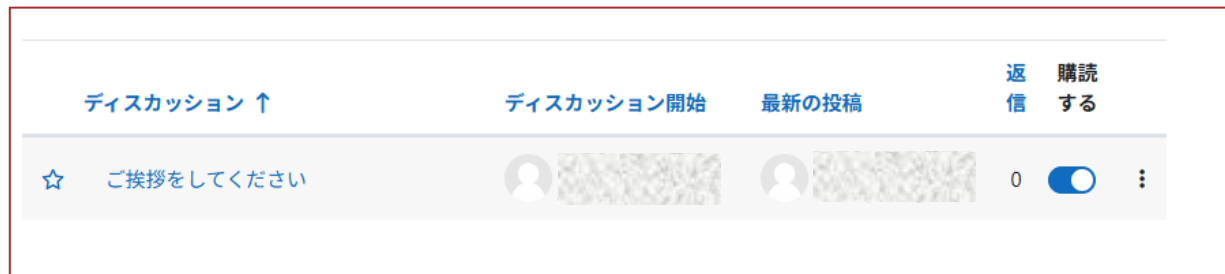 ディスカッション ↑
ディスカッション開始
最新の投稿
返信
購読する
ご挨拶をしてください
0